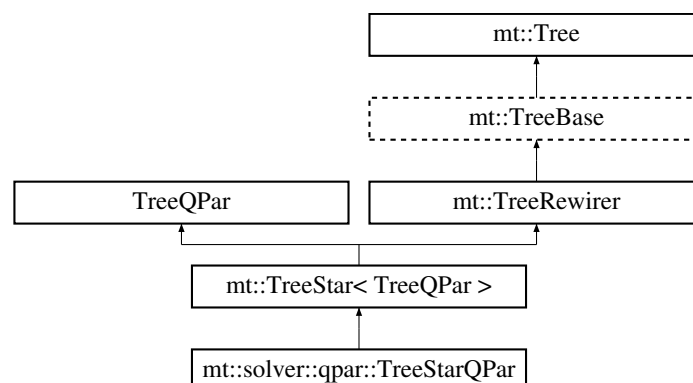 mt::Tree
mt::TreeBase
TreeQPar
mt::TreeRewirer
mt::TreeStar< TreeQPar >
mt::solver::qpar::TreeStarQPar